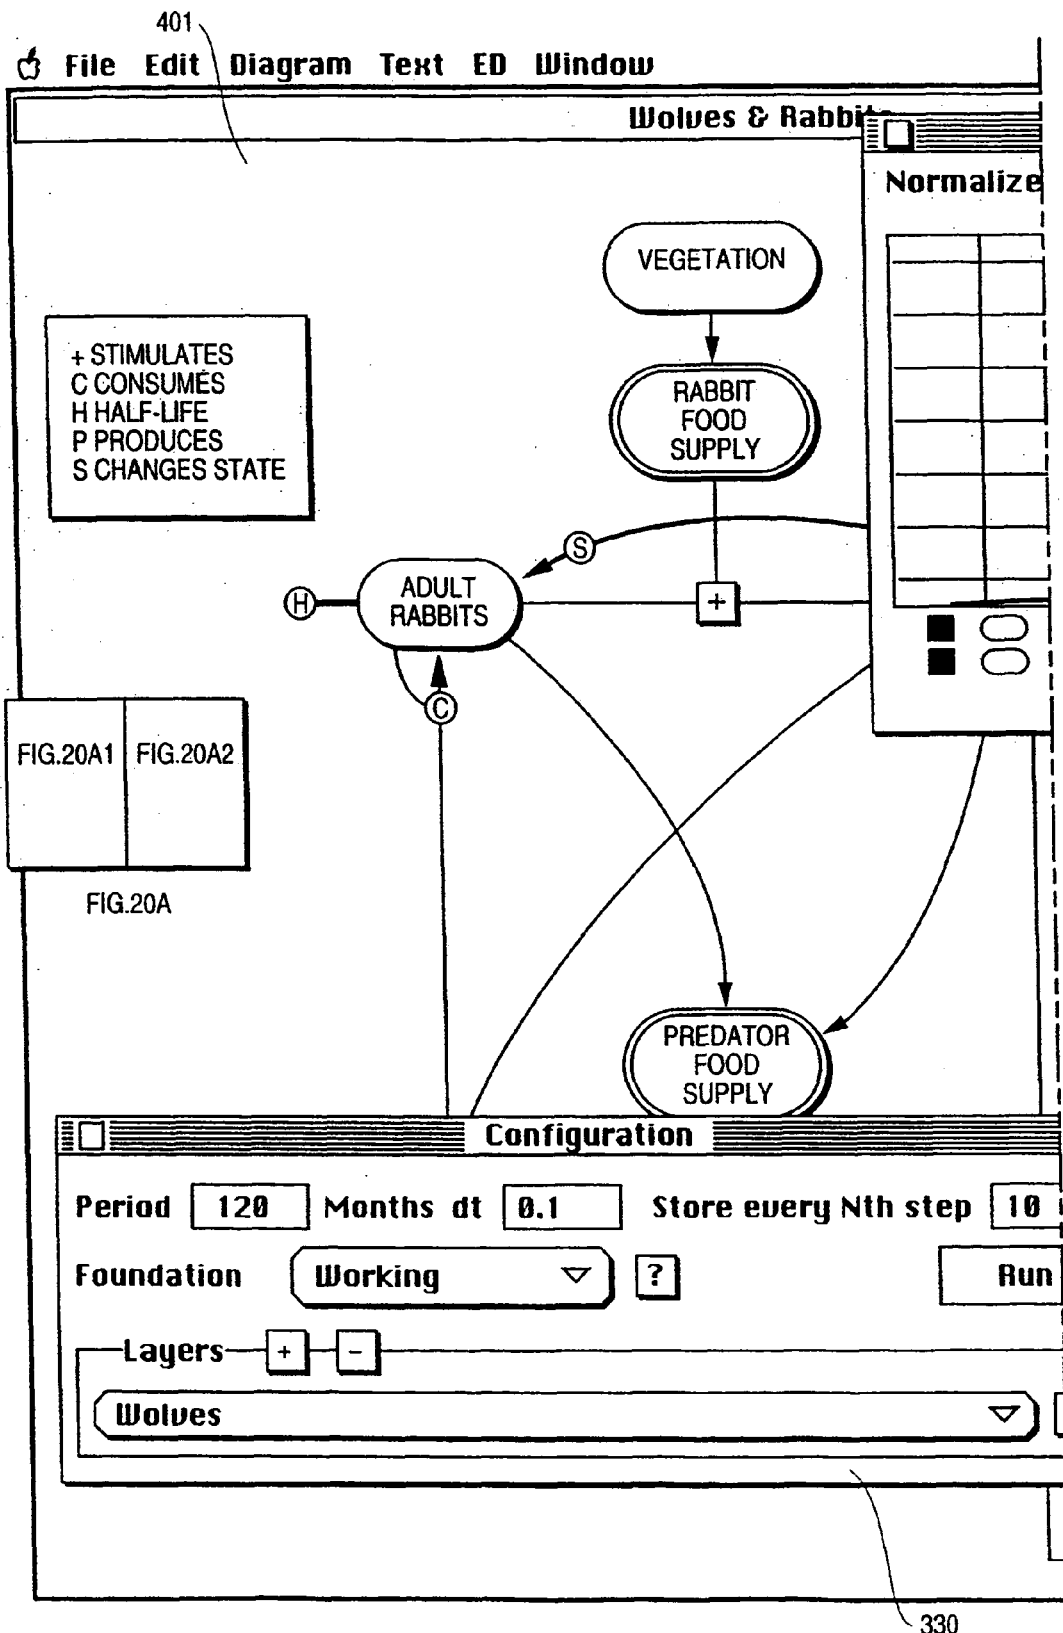 401
File Edit Diagram Text ED Window
Wolves & Rabbits
Normalize
VEGETATION
+ STIMULATES
C CONSUMES
H HALF-LIFE
P PRODUCES
S CHANGES STATE
RABBIT
FOOD
SUPPLY
S
H
ADULT
RABBITS
+
C
FIG.20A1 FIG.20A2
FIG.20A
PREDATOR
FOOD
SUPPLY
Configuration
Period 120 Months dt 0.1 Store every Nth step 10
Foundation Working ? Run
Layers + -
Wolves
330